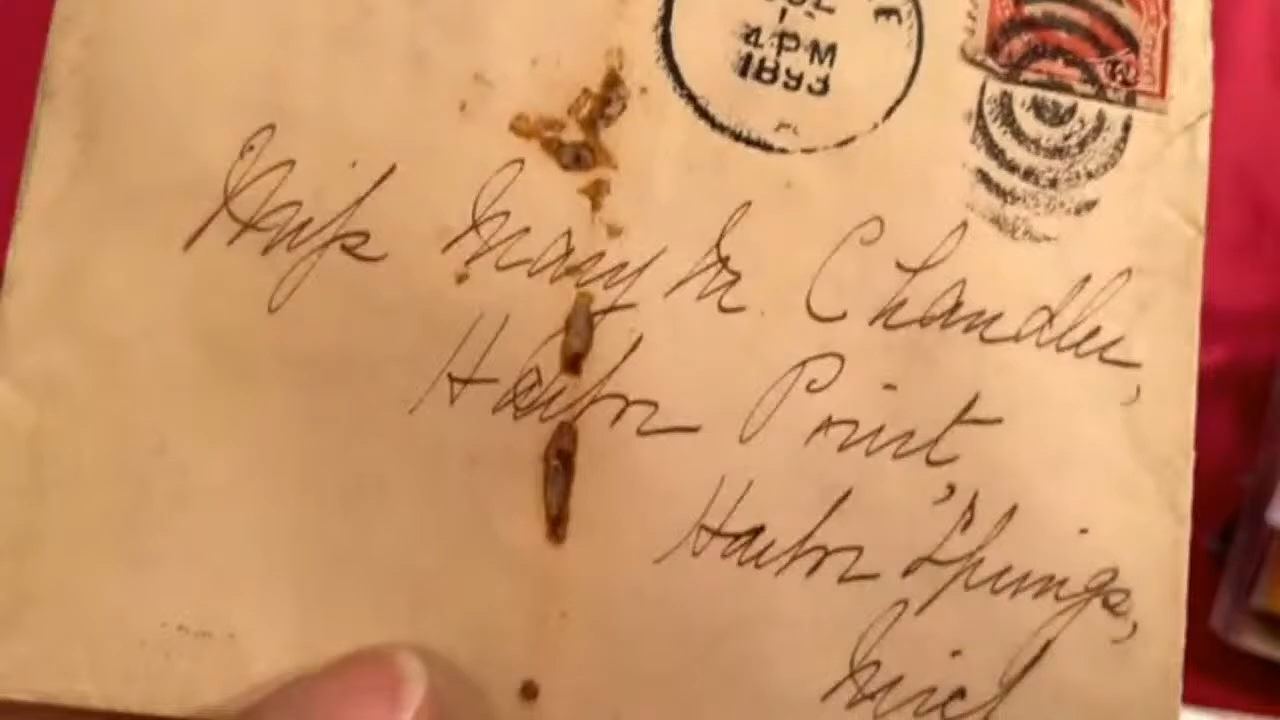 4 PM
1893
Miss Mary M. Chandler,
Harbor Point,
Harbor Springs,
Mich